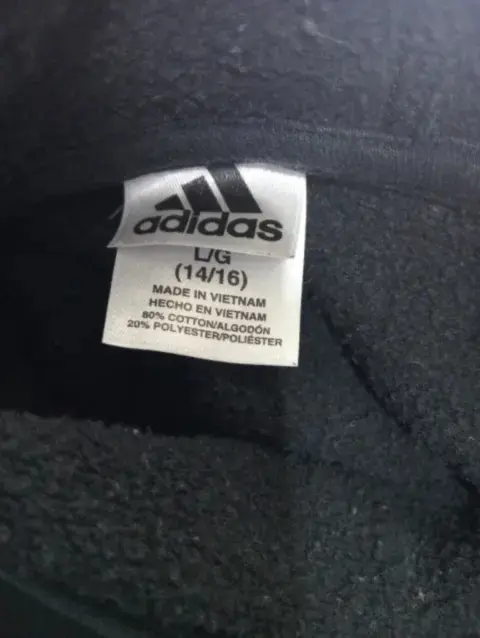 adidas
L/G
(14/16)
MADE IN VIETNAM
HECHO EN VIETNAM
80% COTTON/ALGODÓN
20% POLYESTER/POLIÉSTER